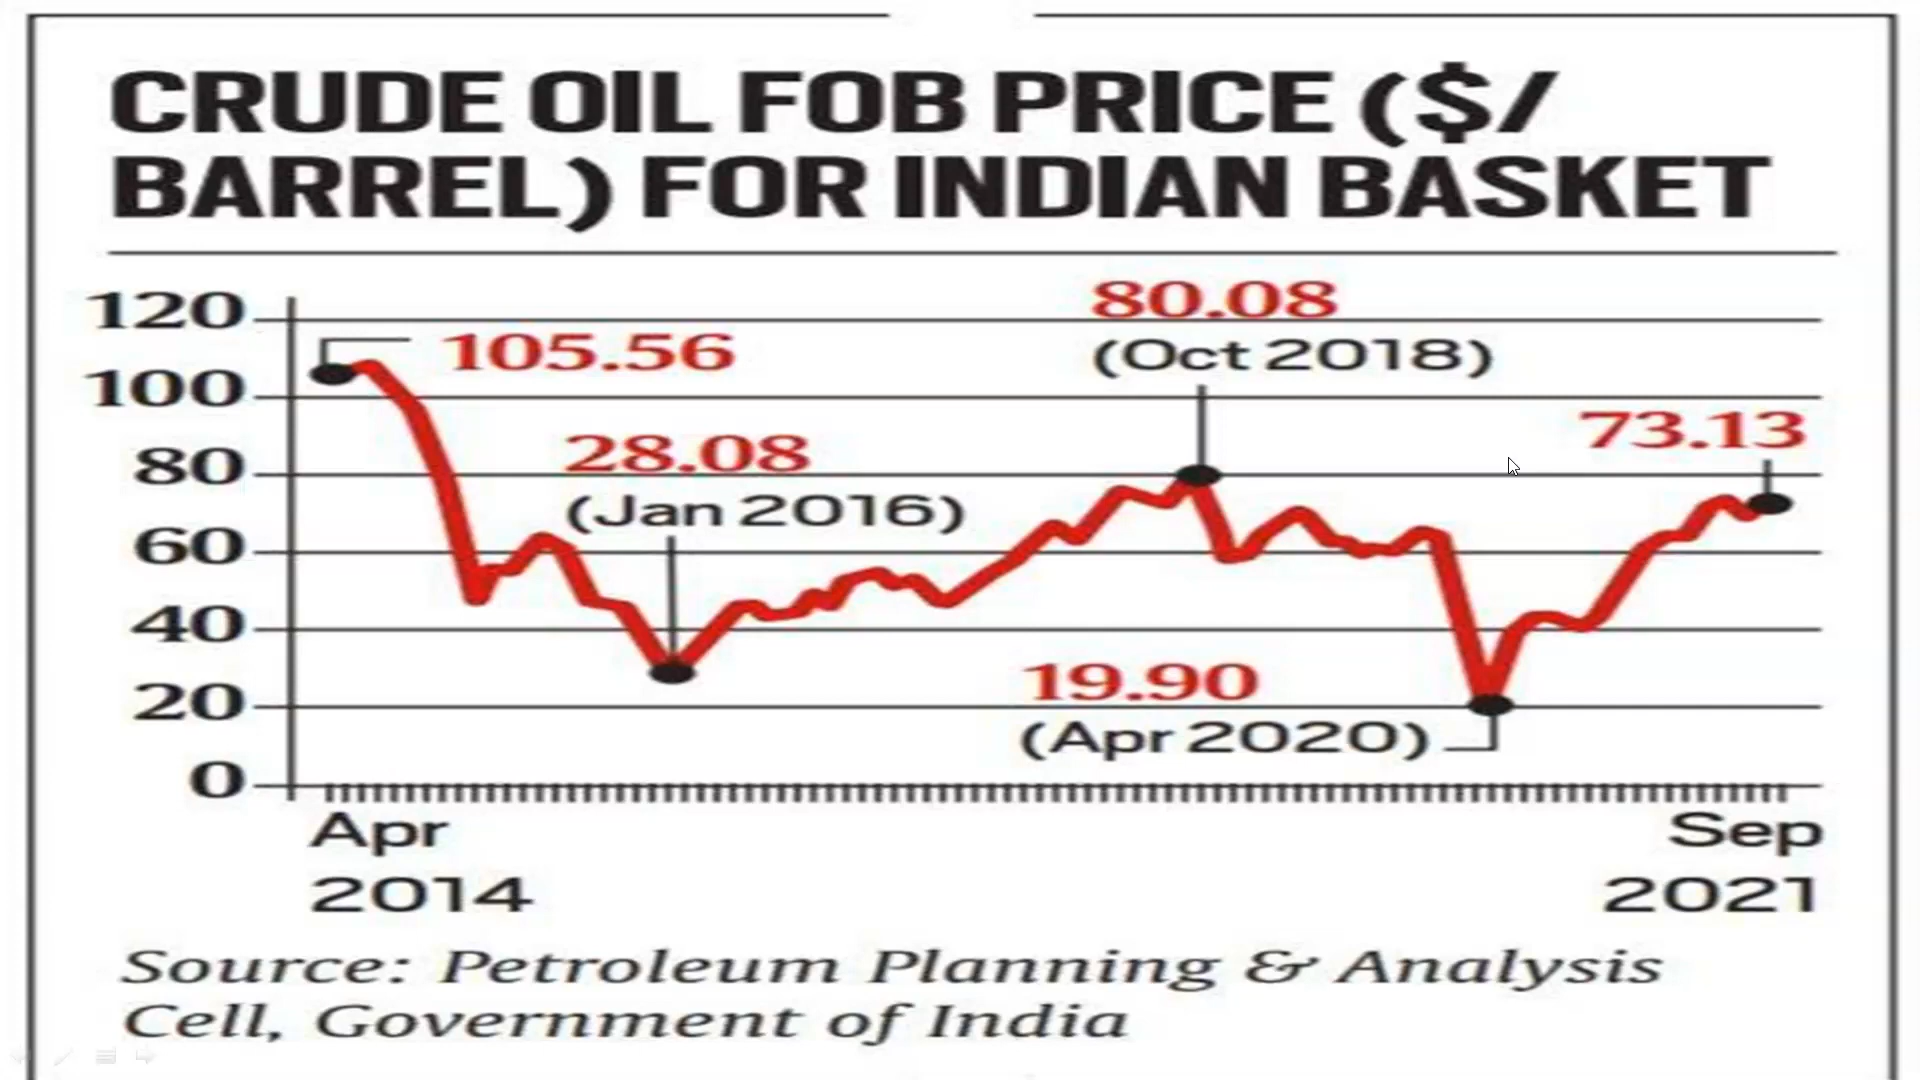 CRUDE OIL FOB PRICE ($/
BARREL) FOR INDIAN BASKET
120
100
80
60
40
20
0
105.56
28.08
(Jan 2016)
80.08
(Oct 2018)
19.90
(Apr 2020)
73.13
Apr
2014
Sep
2021
Source: Petroleum Planning & Analysis
Cell, Government of India